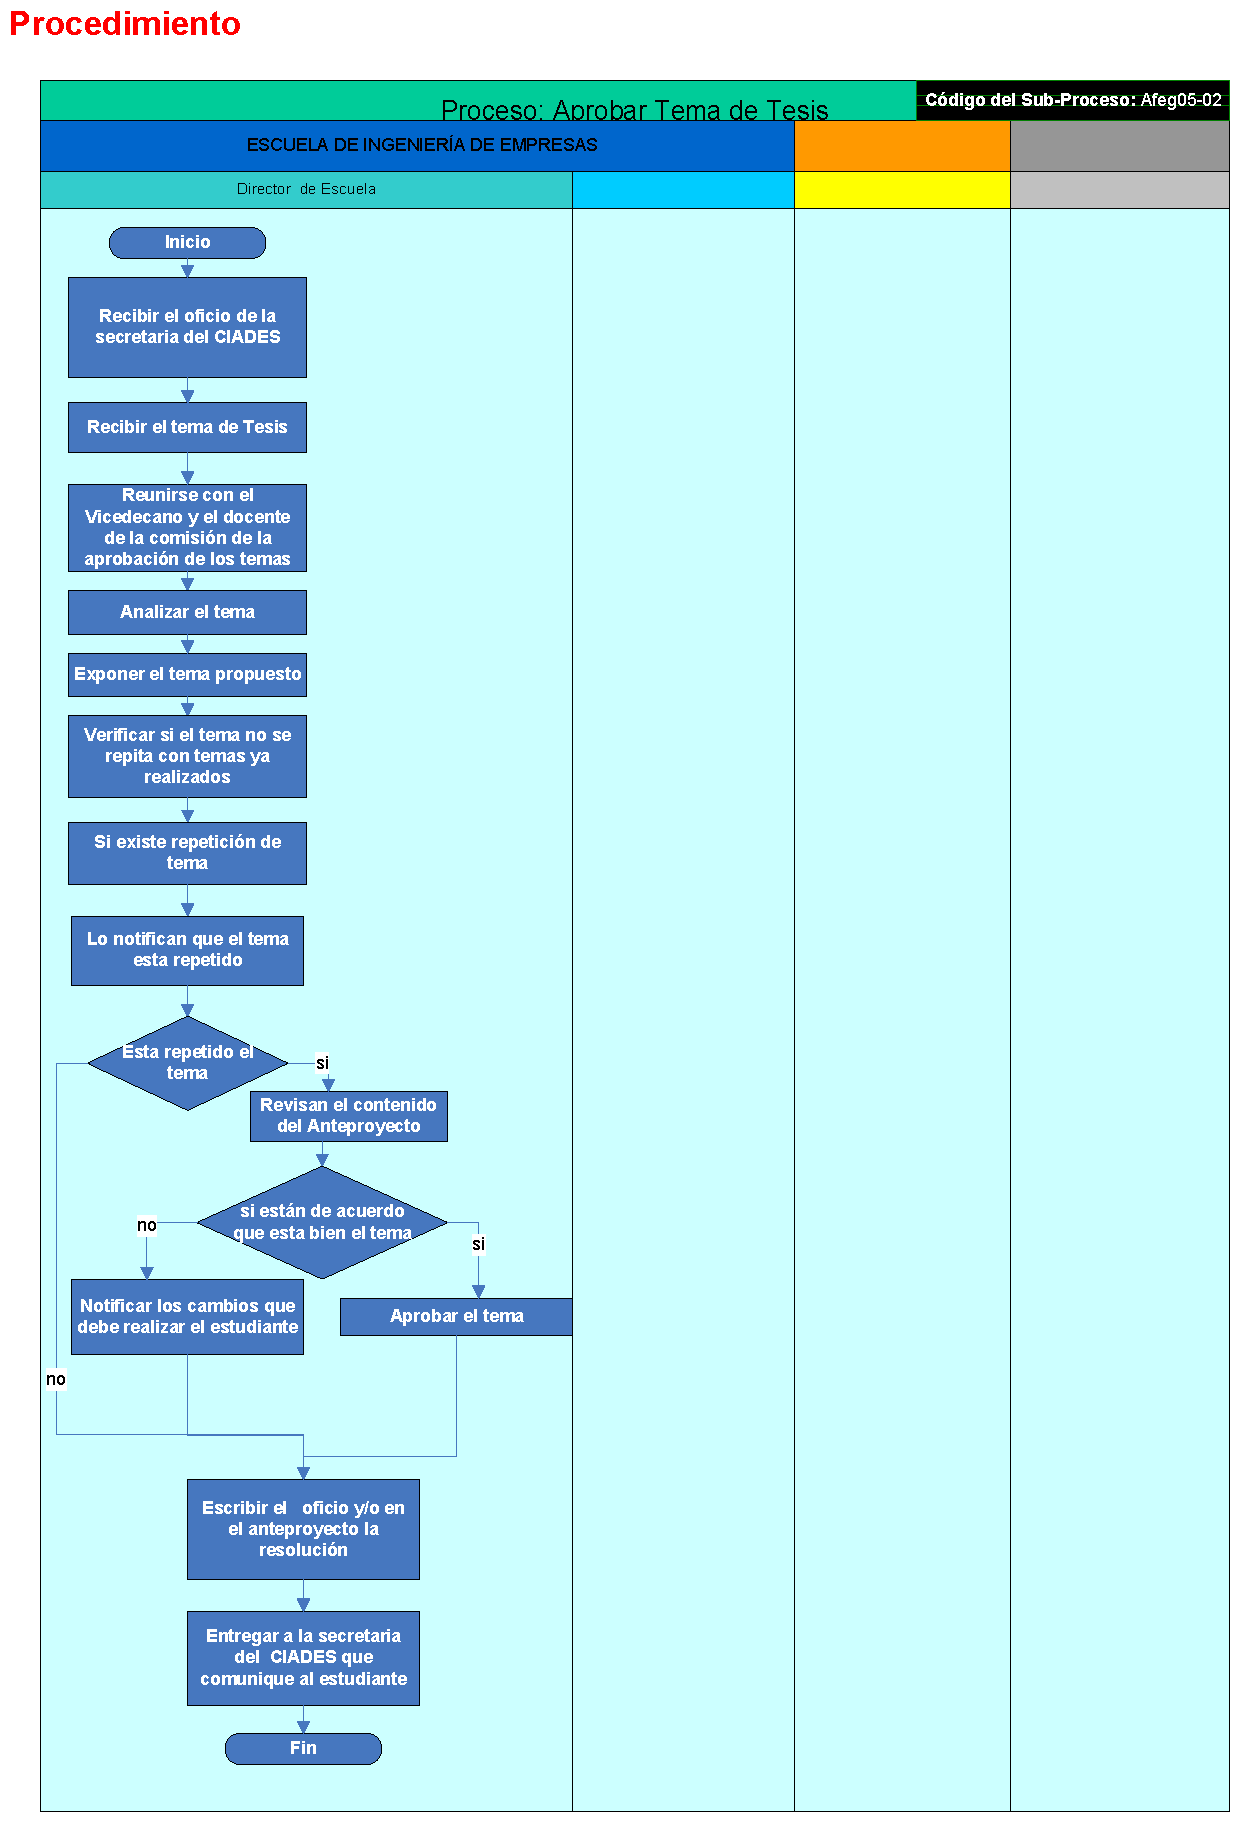 Procedimiento
Proceso: Aprobar Tema de Tesis
Código del Sub-Proceso: Afeg05-02
ESCUELA DE INGENIERÍA DE EMPRESAS
Director de Escuela
Inicio
Recibir el oficio de la
secretaria del CIADES
Recibir el tema de Tesis
Reunirse con el
Vicedecano y el docente
de la comisión de la
aprobación de los temas
Analizar el tema
Exponer el tema propuesto
Verificar si el tema no se
repita con temas ya
realizados
Si existe repetición de
tema
Lo notifican que el tema
esta repetido
Esta repetido el
tema
si
Revisan el contenido
del Anteproyecto
si están de acuerdo
que esta bien el tema
no
si
Notificar los cambios que
debe realizar el estudiante
Aprobar el tema
no
Escribir el oficio y/o en
el anteproyecto la
resolución
Entregar a la secretaria
del CIADES que
comunique al estudiante
Fin